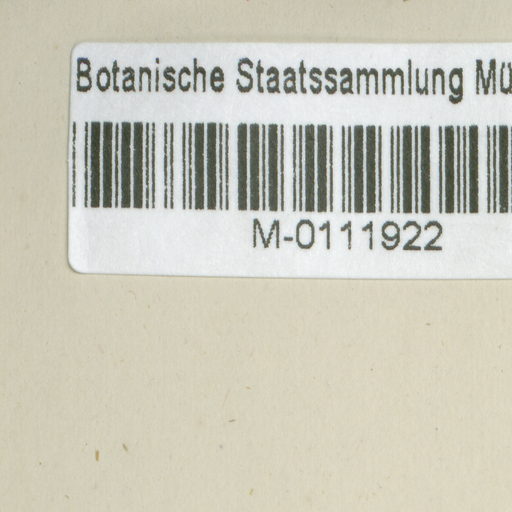 Botanische Staatssammlung Mü
M-0111922